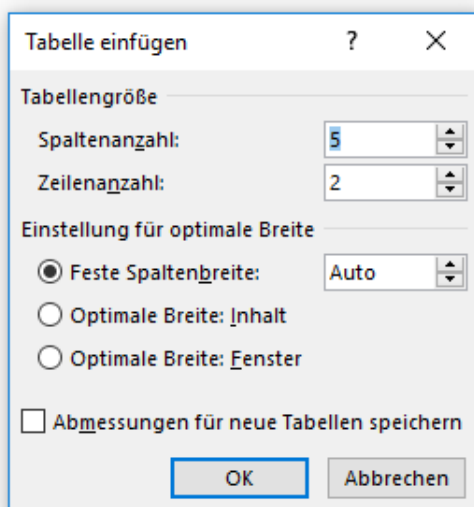 Tabelle einfügen ?
Tabellengröße
Spaltenanzahl: 5
Zeilenanzahl: 2
Einstellung für optimale Breite
Feste Spaltenbreite: Auto
Optimale Breite: Inhalt
Optimale Breite: Fenster
Abmessungen für neue Tabellen speichern
OK Abbrechen